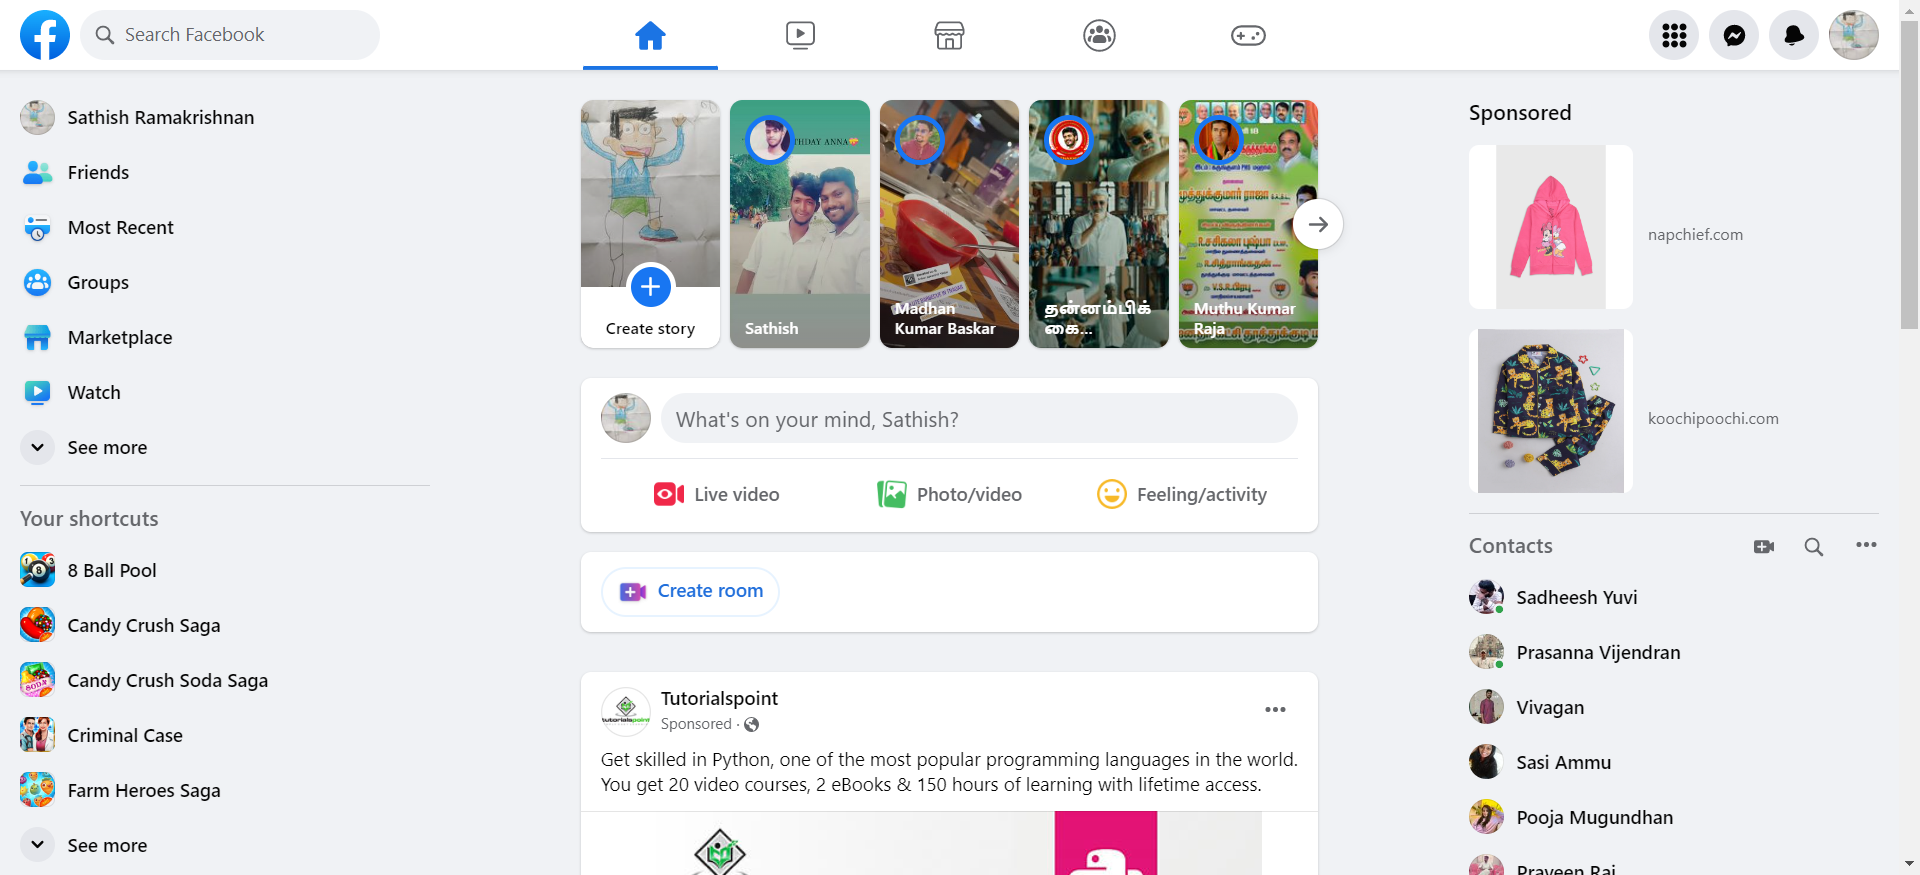 Search Facebook
Sathish Ramakrishnan
Friends
Most Recent
Groups
Marketplace
Watch
See more
Your shortcuts
8 Ball Pool
Candy Crush Saga
Candy Crush Soda Saga
Criminal Case
Farm Heroes Saga
See more
Create story
THDAY ANNA
Sathish
Madhan
Kumar Baskar
தன்னம்பிக்
கை...
Muthu Kumar
Raja
What's on your mind, Sathish?
Live video
Photo/video
Feeling/activity
Create room
Tutorialspoint
Sponsored ·
Get skilled in Python, one of the most popular programming languages in the world.
You get 20 video courses, 2 eBooks & 150 hours of learning with lifetime access.
Sponsored
napchief.com
koochipoochi.com
Contacts
Sadheesh Yuvi
Prasanna Vijendran
Vivagan
Sasi Ammu
Pooja Mugundhan
Praveen Raj